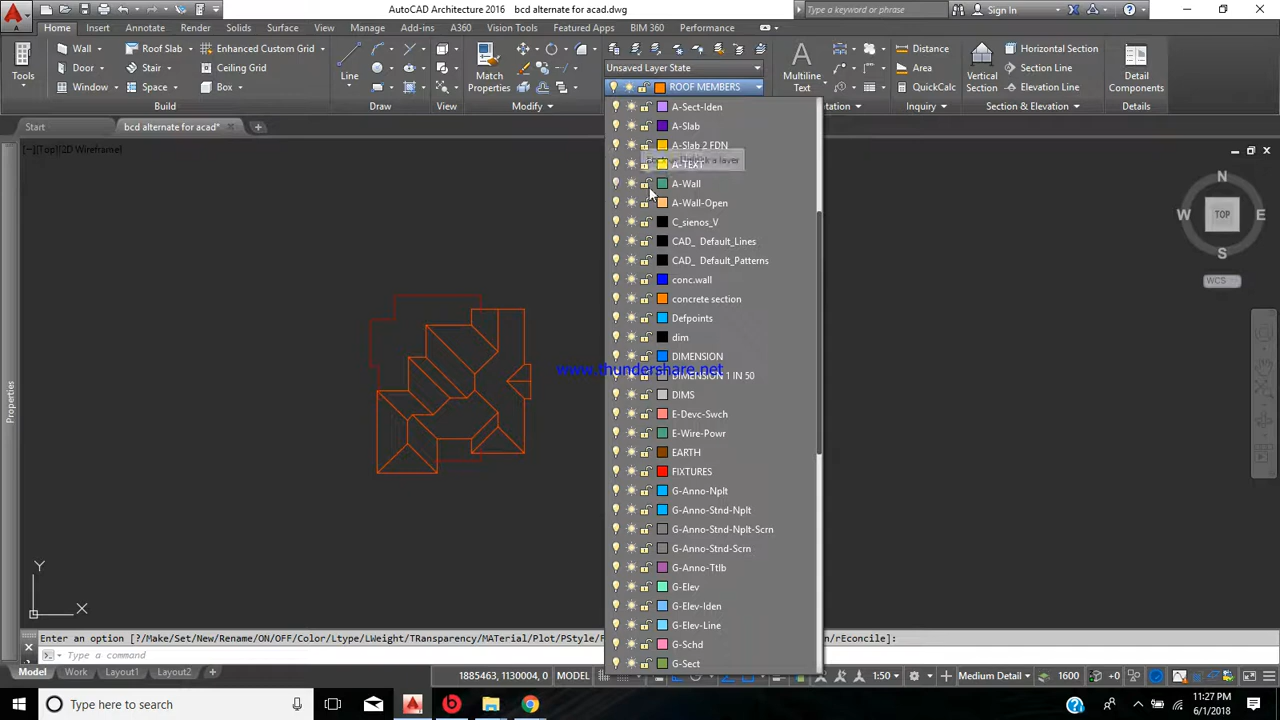 AutoCAD Architecture 2016 bcd alternate for acad.dwg
Type a keyword or phrase
Sign In
Home Insert Annotate Render Solids Surface Manage Add-ins A360 Vision Tools Featured Apps BIM 360 Performance
Tools
Wall
Door
Window
Roof Slab
Stair
Space
Enhanced Custom Grid
Ceiling Grid
Box
Build
Line
Draw
Match
Properties
Modify
Unsaved Layer State
ROOF MEMBERS
Multiline
Text
Distance
Area
QuickCalc
Vertical
Section
Horizontal Section
Section Line
Elevation Line
Section & Elevation
Detail
Components
Details
Start
bcd alternate for acad*
[−][Top][2D Wireframe]
A-Sect-Iden
A-Slab
A-Slab 2 FDN
A-TEXT
A-Wall
A-Wall-Open
C_sienos_V
CAD_ Default_Lines
CAD_ Default_Patterns
conc.wall
concrete section
Defpoints
dim
DIMENSION
www.thundershare.net
DIMENSION 1 IN 50
DIMS
E-Devc-Swch
E-Wire-Powr
EARTH
FIXTURES
G-Anno-Nplt
G-Anno-Stnd-Nplt
G-Anno-Stnd-Nplt-Scrn
G-Anno-Stnd-Scrn
G-Anno-Ttlb
G-Elev
G-Elev-Iden
G-Elev-Line
G-Schd
G-Sect
N
W TOP E
S
WCS
Properties
Y
X
Enter an option [?/Make/Set/New/Rename/ON/OFF/Color/Ltype/LWeight/TRansparency/MATerial/Plot/PStyle/F
n/rEconcile]:
Type a command
Model Work Layout1 Layout2
1885463, 1130004, 0 MODEL
1:50
Medium Detail
1600
+0
Type here to search
11:27 PM
6/1/2018